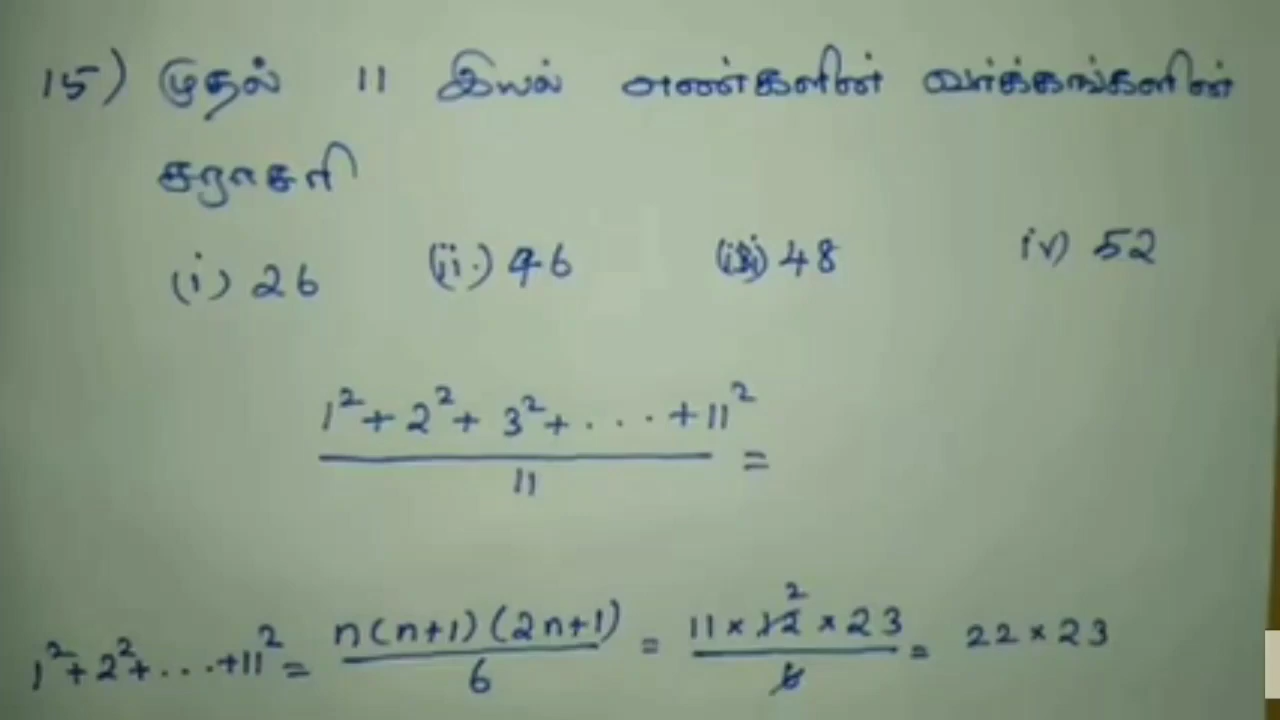 15) முதல் 11 இயல் எண்களின் வர்க்கங்களின்
சராசரி
(i) 26 (ii.) 46 (iii) 48 iv) 52
1² + 2² + 3² + . . . . + 11²
11 =
1² + 2² + . . . + 11² = n(n+1)(2n+1) / 6 = 11 × 12 2 × 23 / 6 = 22 × 23